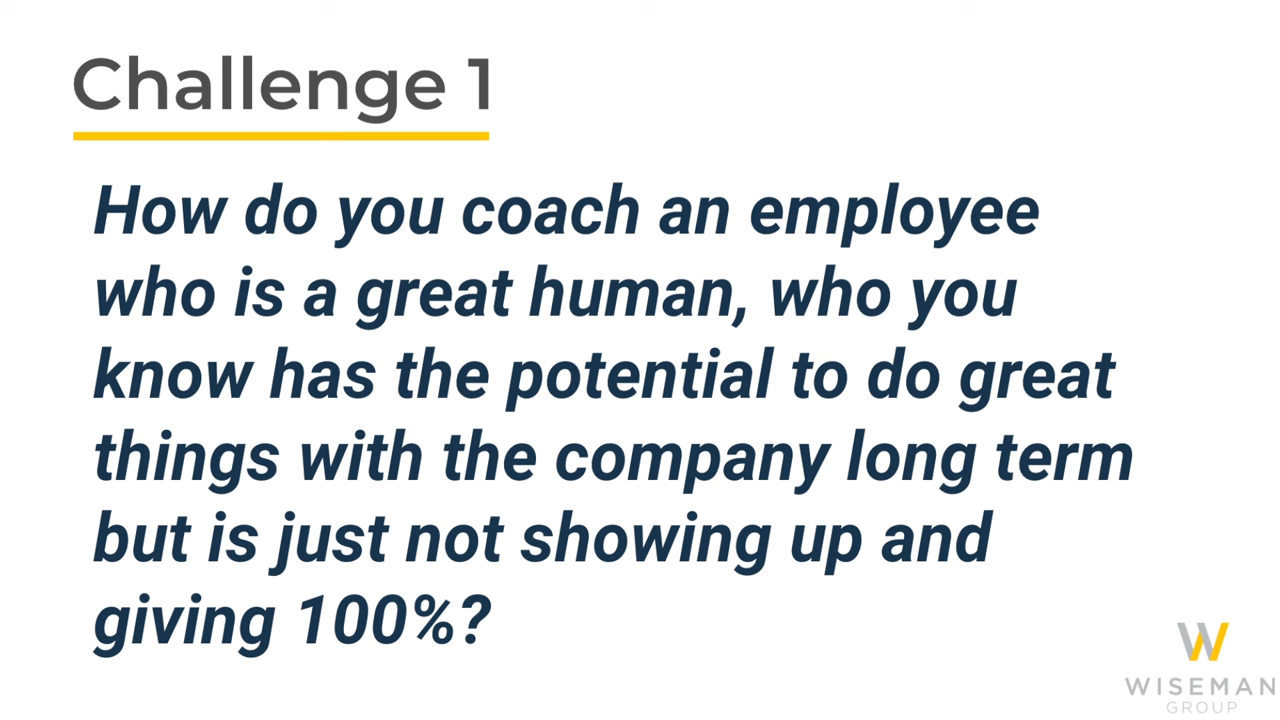 Challenge 1
How do you coach an employee
who is a great human, who you
know has the potential to do great
things with the company long term
but is just not showing up and
giving 100%?
W
WISEMAN
GROUP